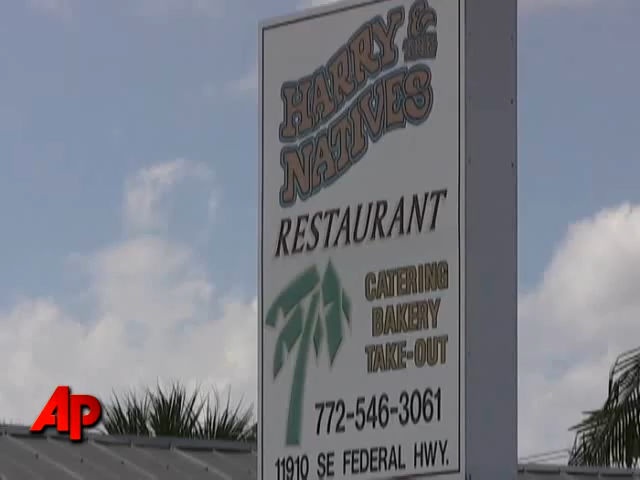 HARRY &
THE
NATIVES
RESTAURANT
CATERING
BAKERY
TAKE-OUT
772-546-3061
11910 SE FEDERAL HWY.
AP